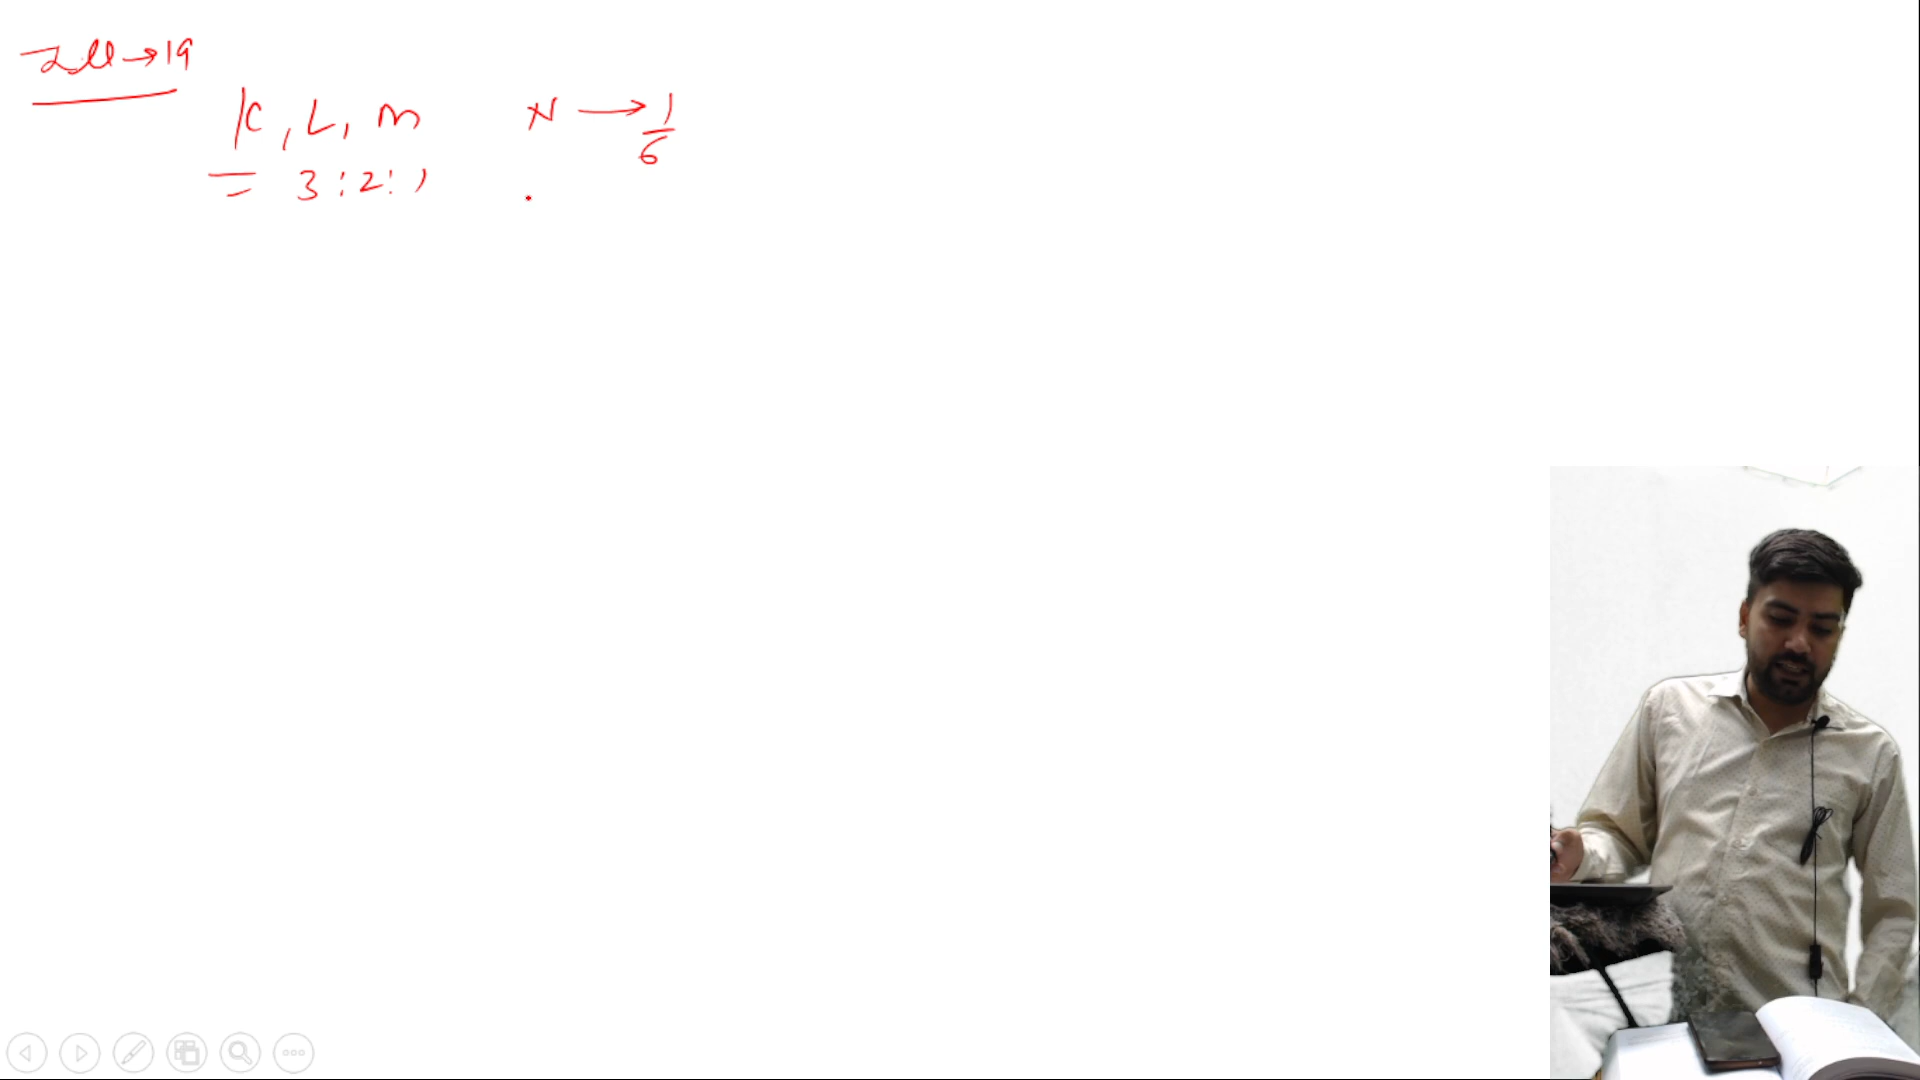 Ill → 19
K, L, M N → 1/6
= 3:2:1